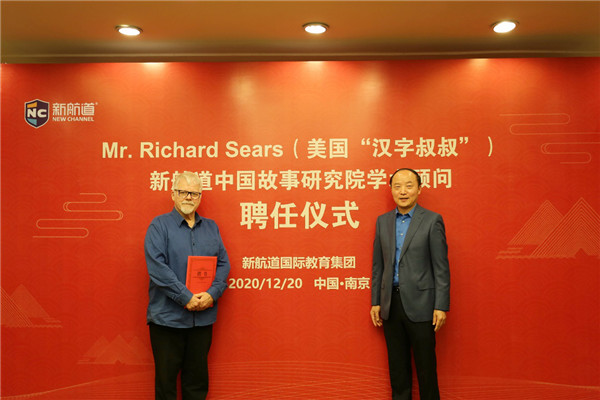 NC
新航道
NEW CHANNEL
Mr. Richard Sears（美国“汉字叔叔”）
新航道中国故事研究院学 顾问
聘任仪式
新航道国际教育集团
2020/12/20 中国·南京